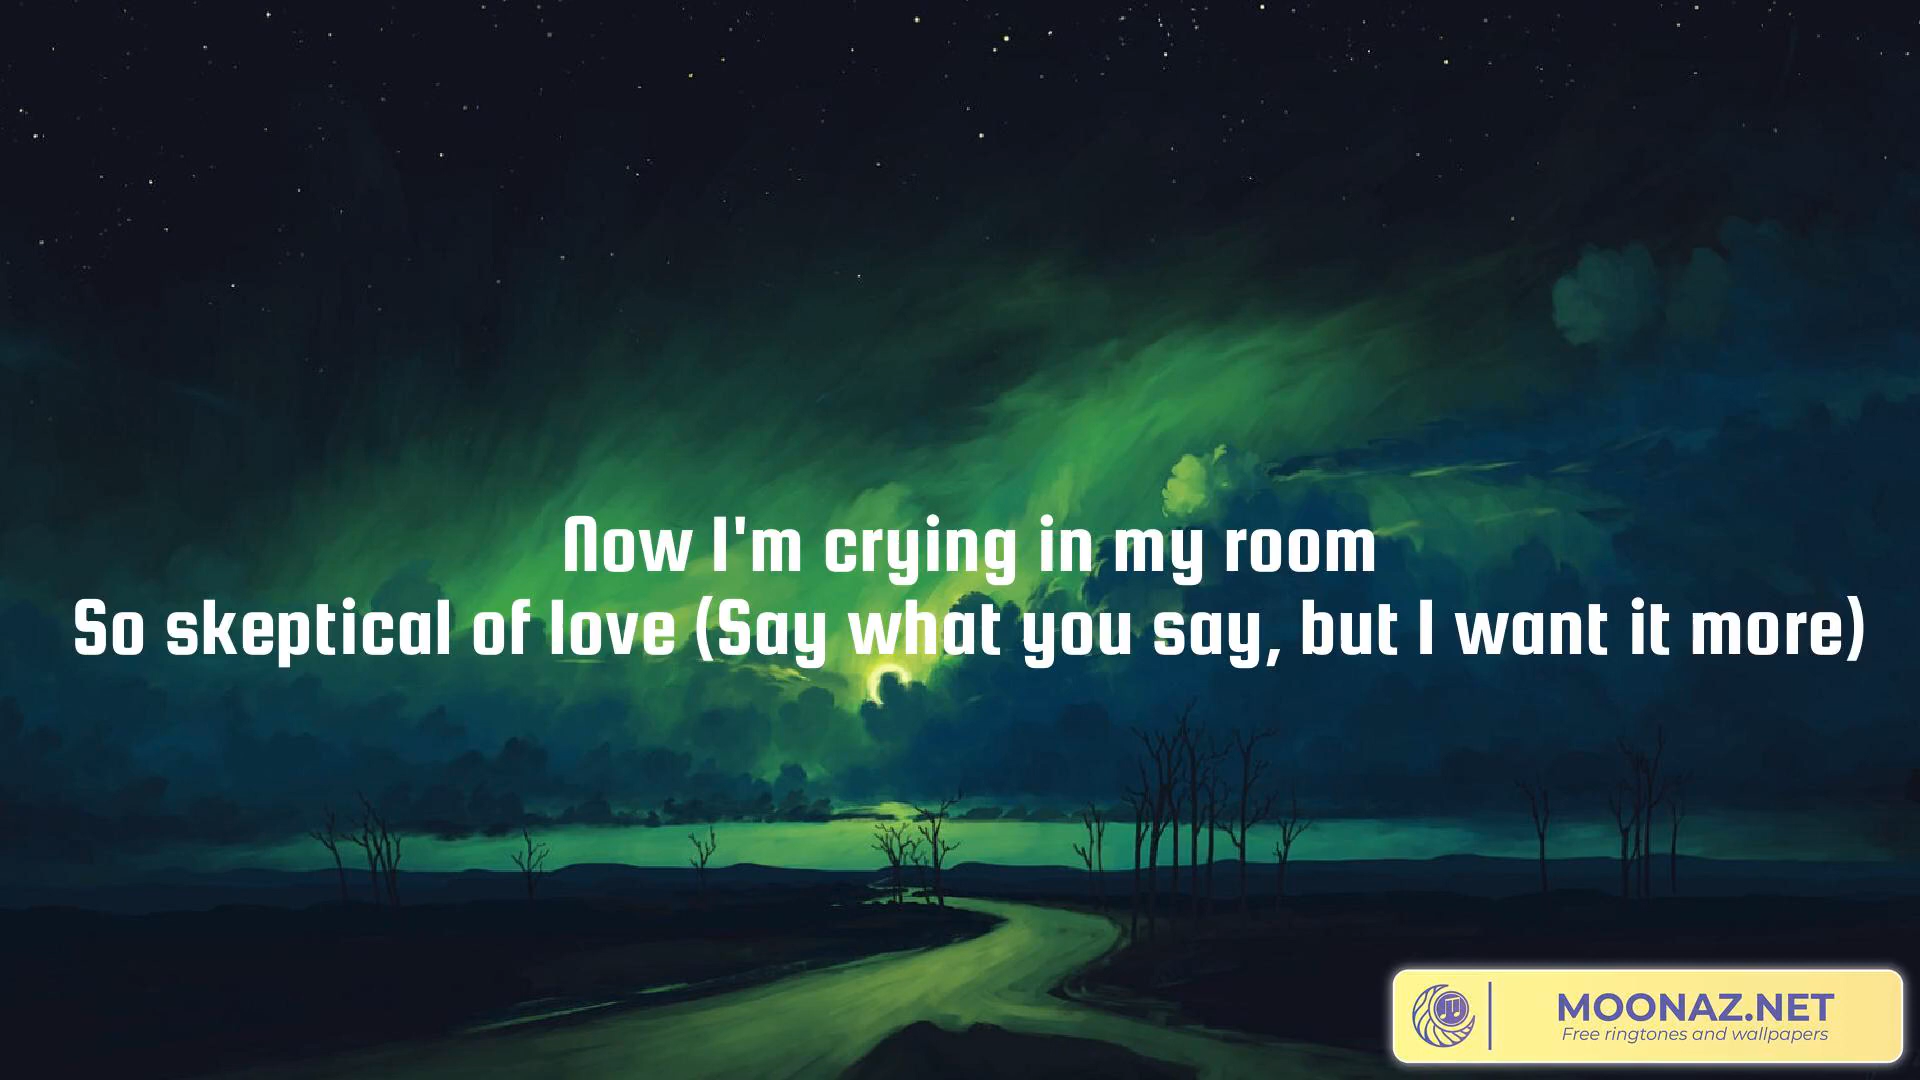 Now I'm crying in my room
So skeptical of love (Say what you say, but I want it more)
MOONAZ.NET
Free ringtones and wallpapers